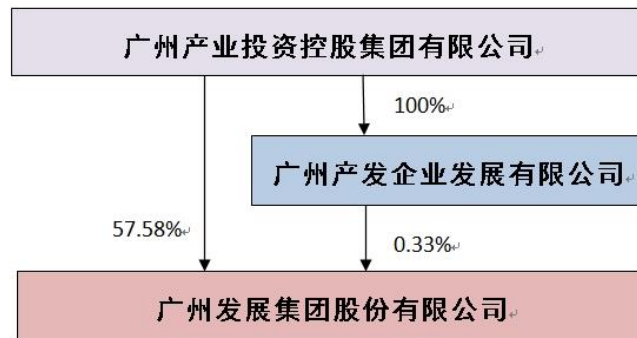 广州产业投资控股集团有限公司
100%
广州产发企业发展有限公司
57.58%
0.33%
广州发展集团股份有限公司